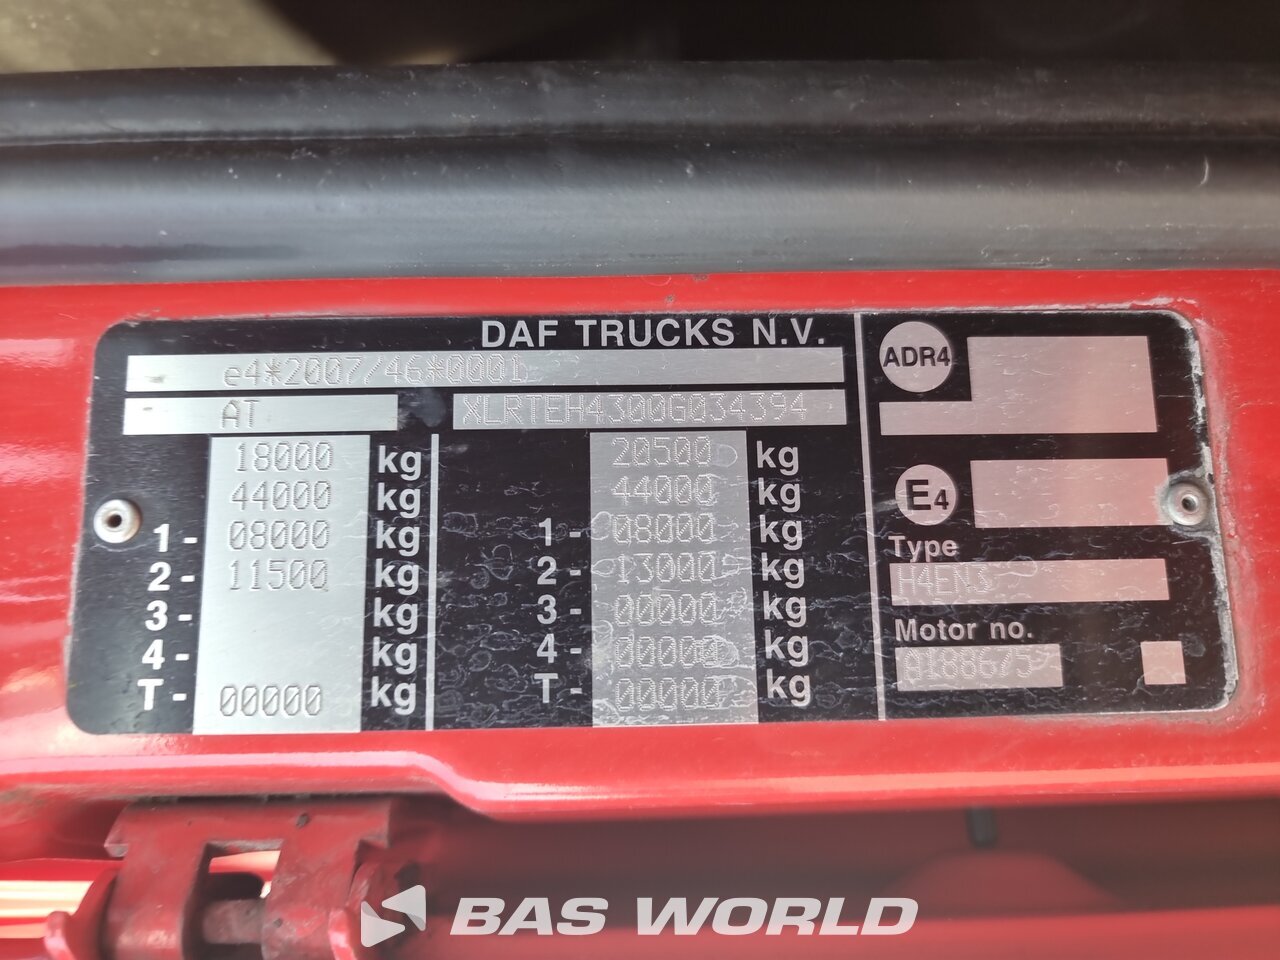 DAF TRUCKS N.V.
e4*2007/46*0001
AT XLRTEH4300G034394
18000 kg 20500 kg
44000 kg 44000 kg
1- 08000 kg 1- 08000 kg
2- 11500 kg 2- 13000 kg
3- kg 3- 00000 kg
4- kg 4- 00000 kg
T- 00000 kg T- 00000 kg
ADR4
E4
Type
H4EN3
Motor no.
BAS WORLD